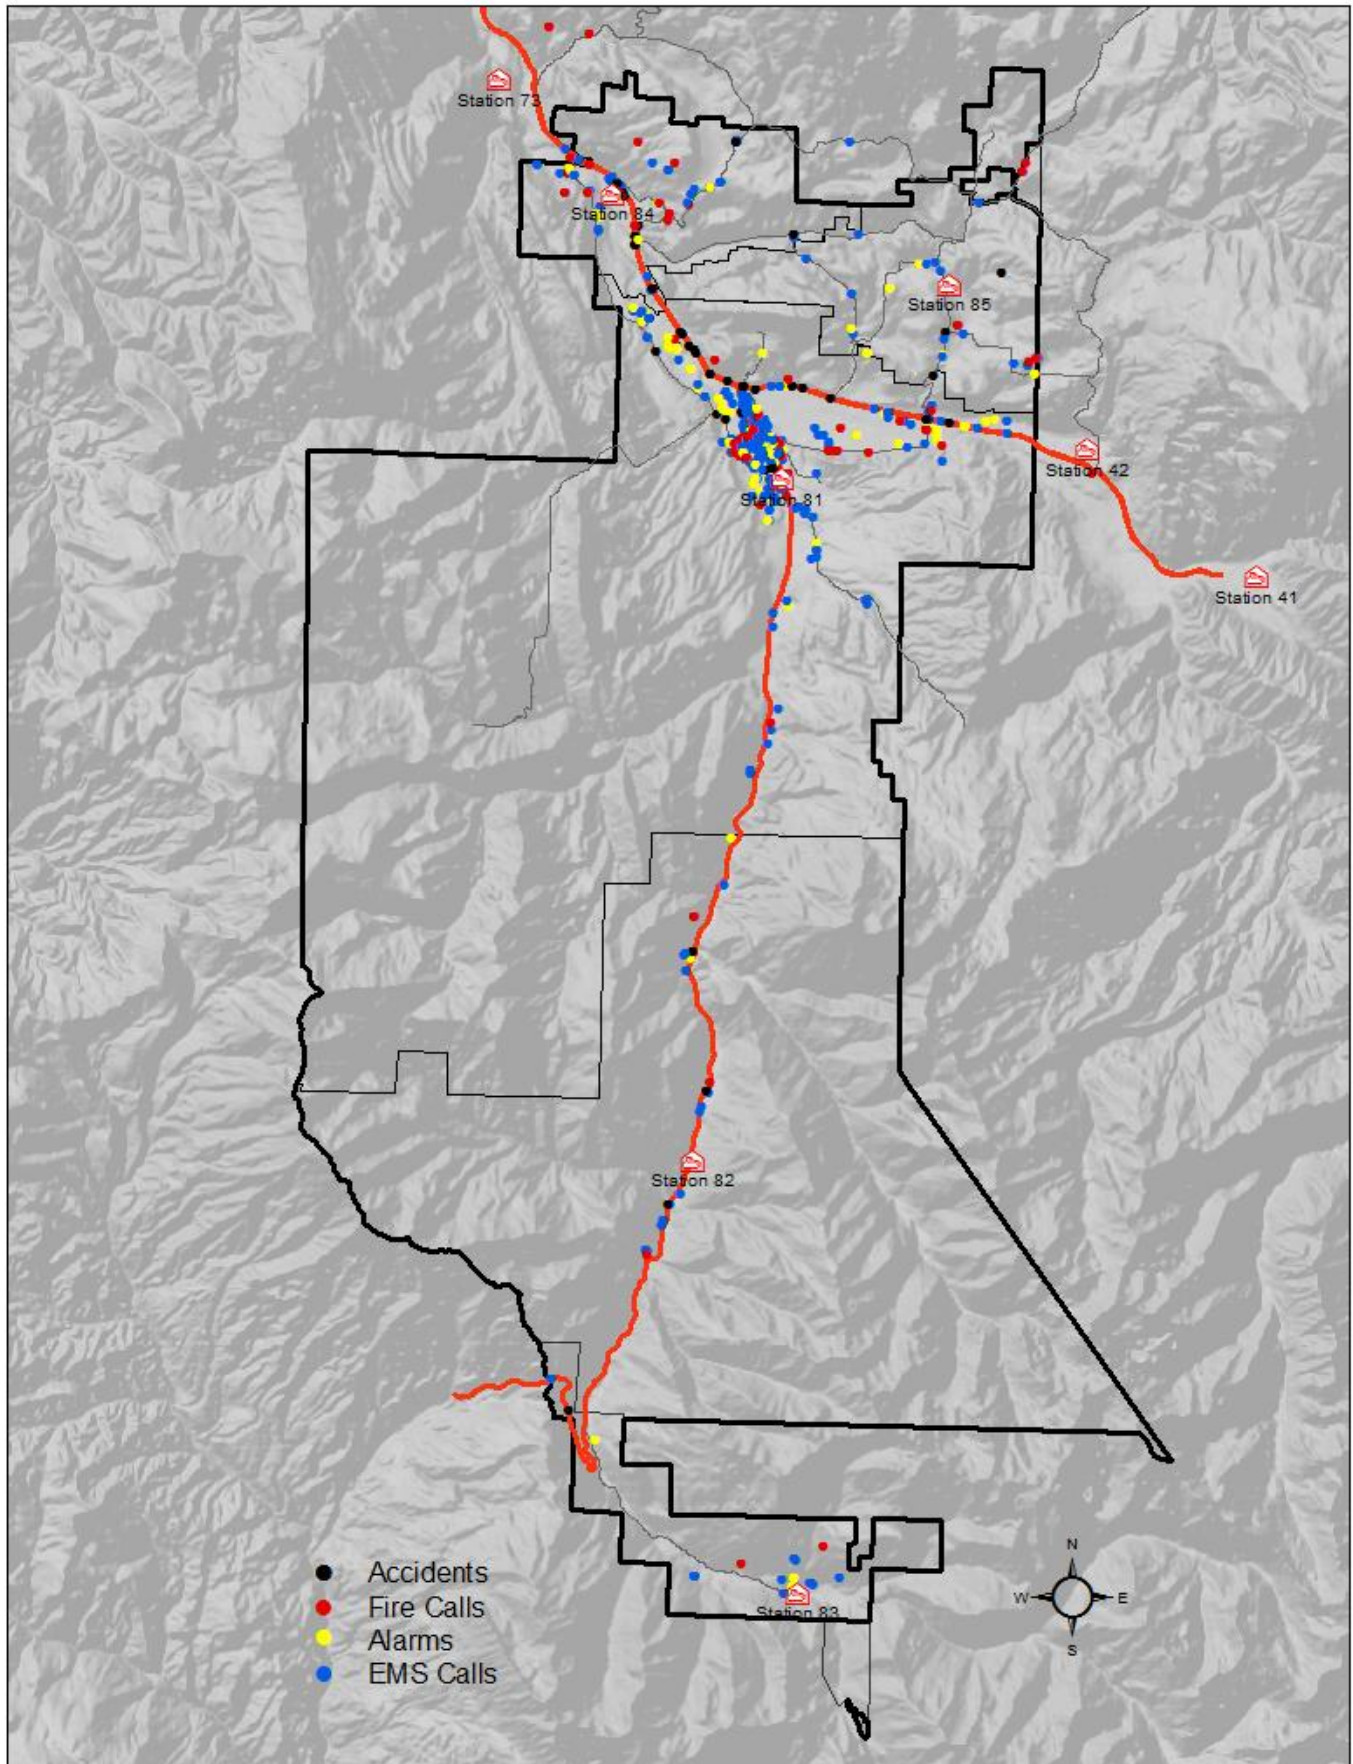 Station 73
Station 84
Station 85
Station 42
Station 81
Station 41
Station 82
N
W
E
S
Accidents
Fire Calls
Alarms
EMS Calls
Station 83